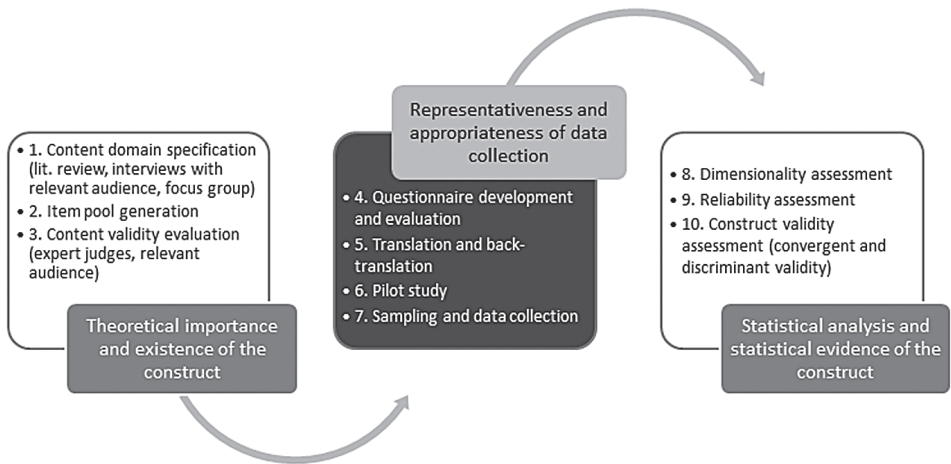 • 1. Content domain specification
(lit. review, interviews with
relevant audience, focus group)
• 2. Item pool generation
• 3. Content validity evaluation
(expert judges, relevant
audience)
Theoretical importance
and existence of the
construct
Representativeness and
appropriateness of data
collection
• 4. Questionnaire development
and evaluation
• 5. Translation and back-
translation
• 6. Pilot study
• 7. Sampling and data collection
• 8. Dimensionality assessment
• 9. Reliability assessment
• 10. Construct validity
assessment (convergent and
discriminant validity)
Statistical analysis and
statistical evidence of the
construct